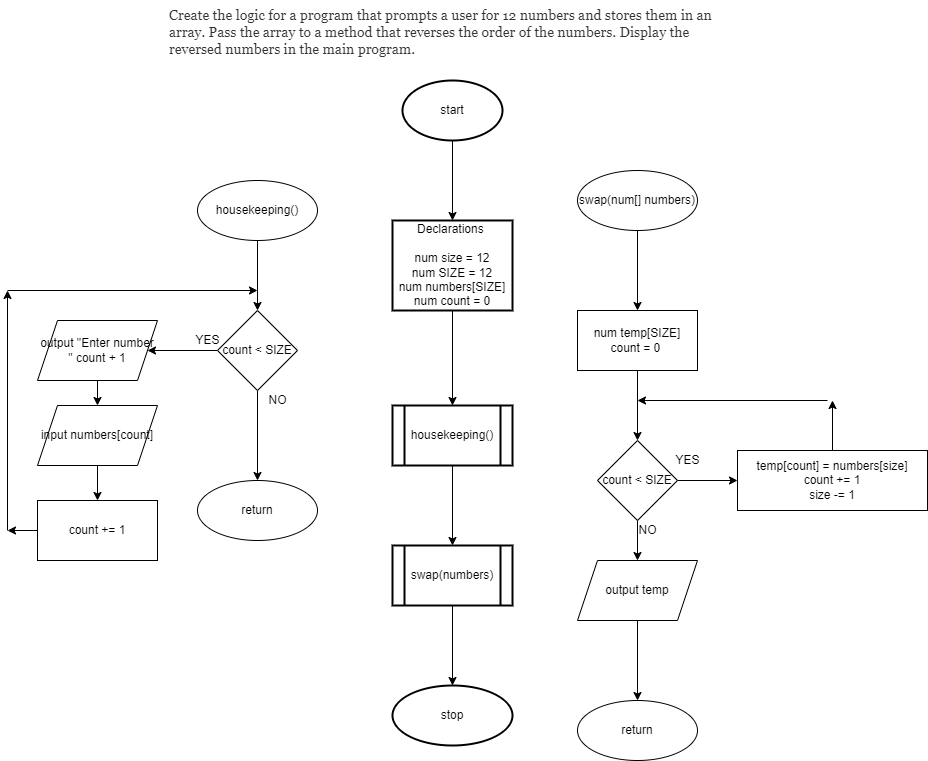 Create the logic for a program that prompts a user for 12 numbers and stores them in an
array. Pass the array to a method that reverses the order of the numbers. Display the
reversed numbers in the main program.
start
housekeeping()
swap(num[] numbers)
Declarations
num size = 12
num SIZE = 12
num numbers[SIZE]
num count = 0
output "Enter number
" count + 1
YES
count < SIZE
NO
input numbers[count]
count += 1
return
housekeeping()
swap(numbers)
stop
num temp[SIZE]
count = 0
count < SIZE
YES
temp[count] = numbers[size]
count += 1
size -= 1
NO
output temp
return